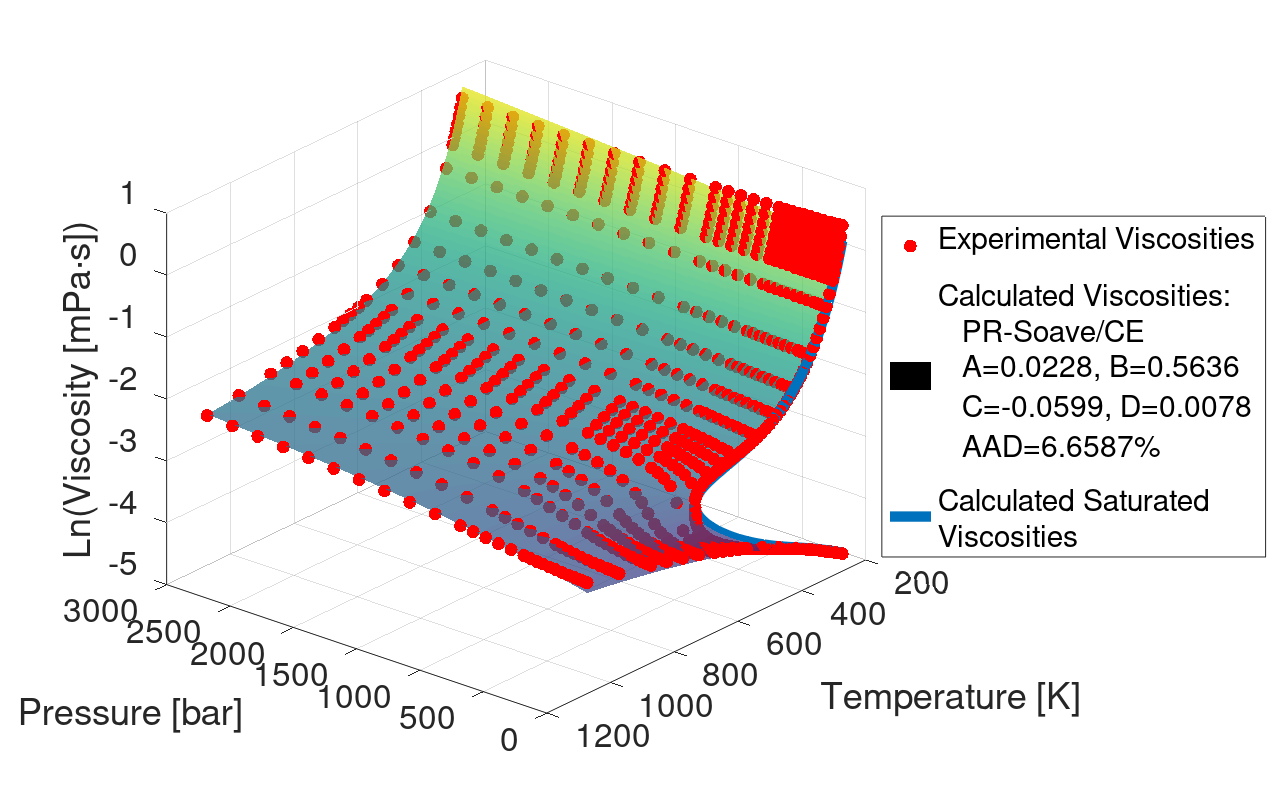 1
0
-1
-2
-3
-4
-5
Ln(Viscosity [mPa·s])
3000
2500
2000
1500
1000
500
0
Pressure [bar]
200
400
600
800
1000
1200
Temperature [K]
Experimental Viscosities
Calculated Viscosities:
PR-Soave/CE
A=0.0228, B=0.5636
C=-0.0599, D=0.0078
AAD=6.6587%
Calculated Saturated
Viscosities